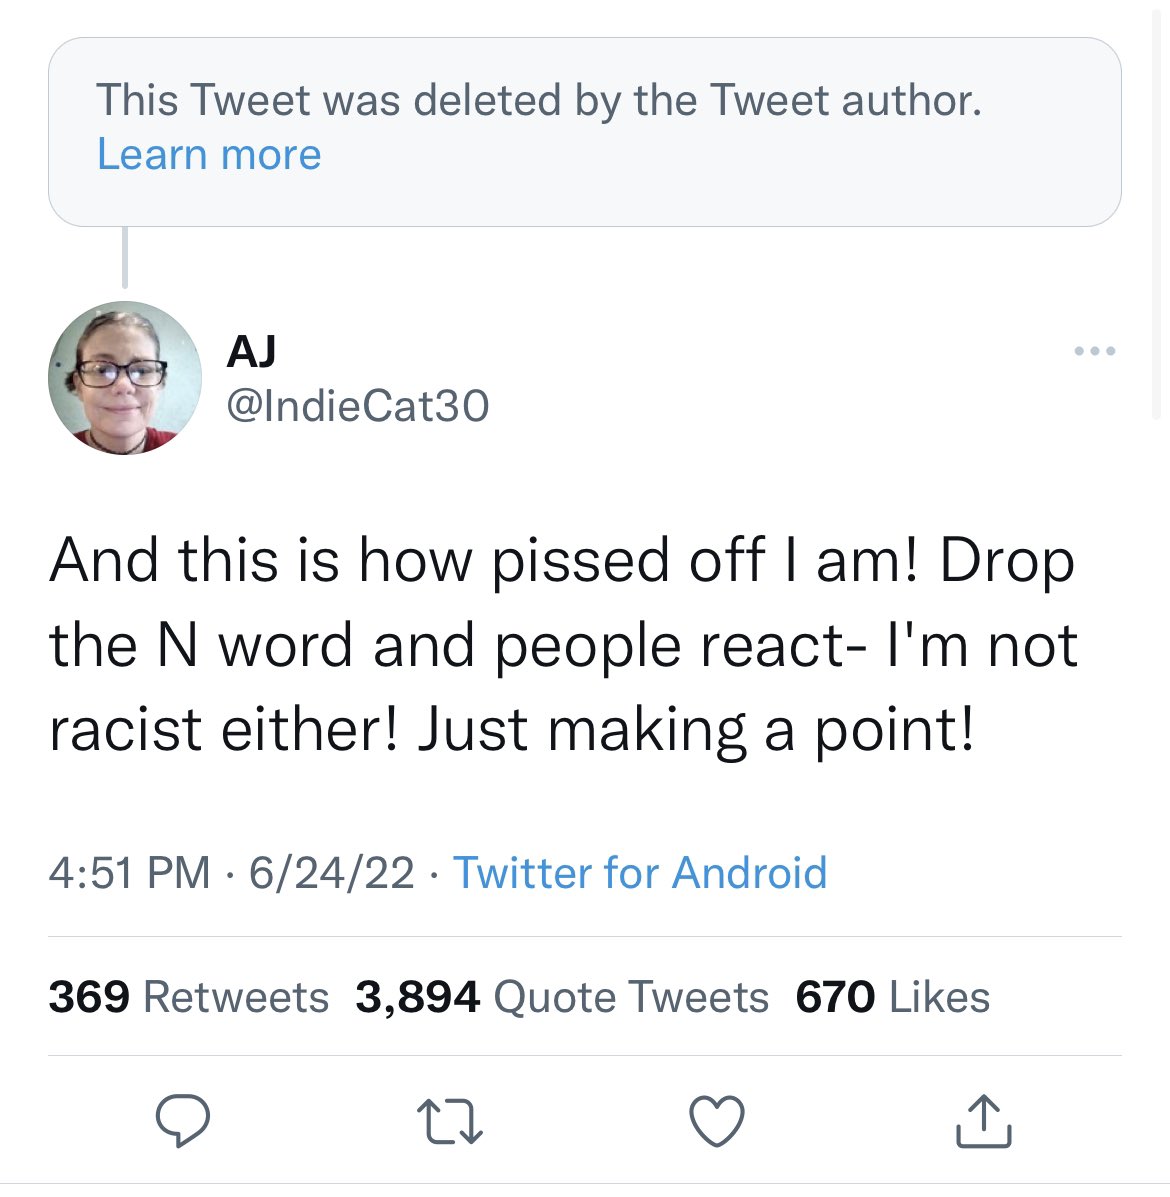 This Tweet was deleted by the Tweet author.
Learn more
AJ
@IndieCat30
And this is how pissed off I am! Drop
the N word and people react- I'm not
racist either! Just making a point!
4:51 PM · 6/24/22 · Twitter for Android
369 Retweets 3,894 Quote Tweets 670 Likes